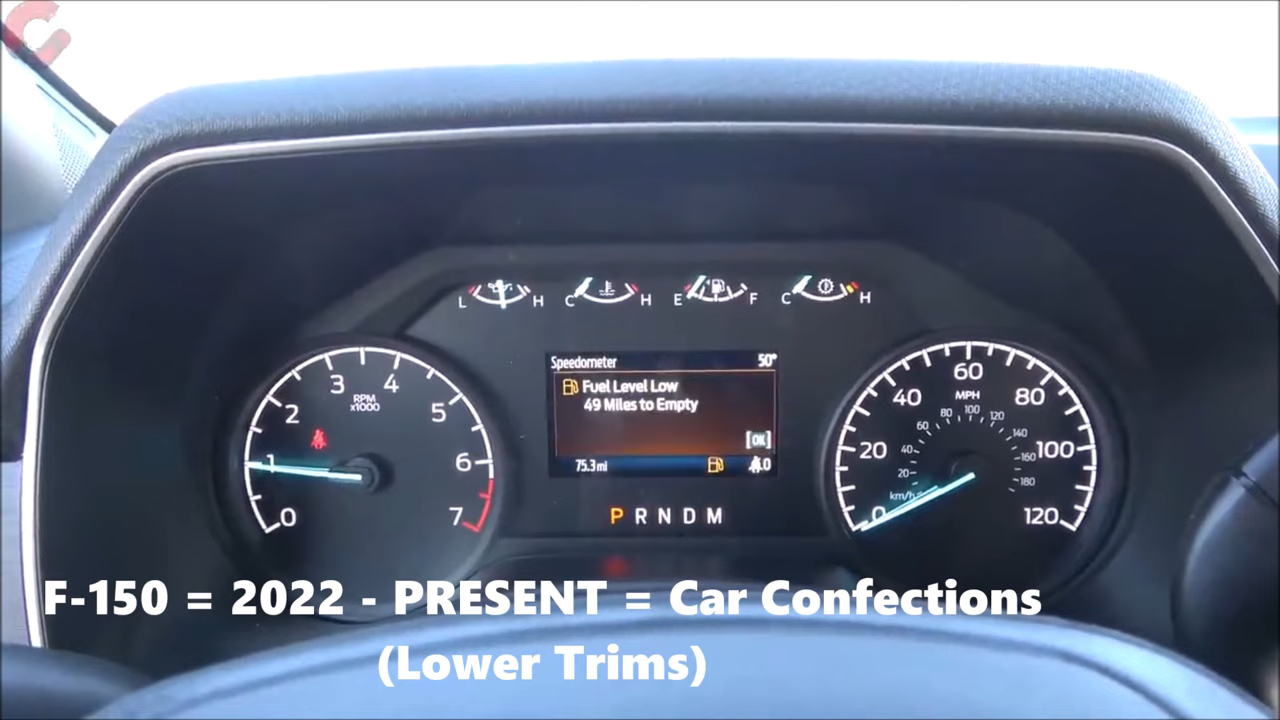 L H C H E F C H
Speedometer 50°
Fuel Level Low
49 Miles to Empty
[OK]
75.3 mi 0
P R N D M
0 1 2 3 4 5 6 7
RPM
x1000
0 20 40 60 80 100 120
MPH
20 40 60 80 100 120 140 160 180
km/h
F-150 = 2022 - PRESENT = Car Confections
(Lower Trims)